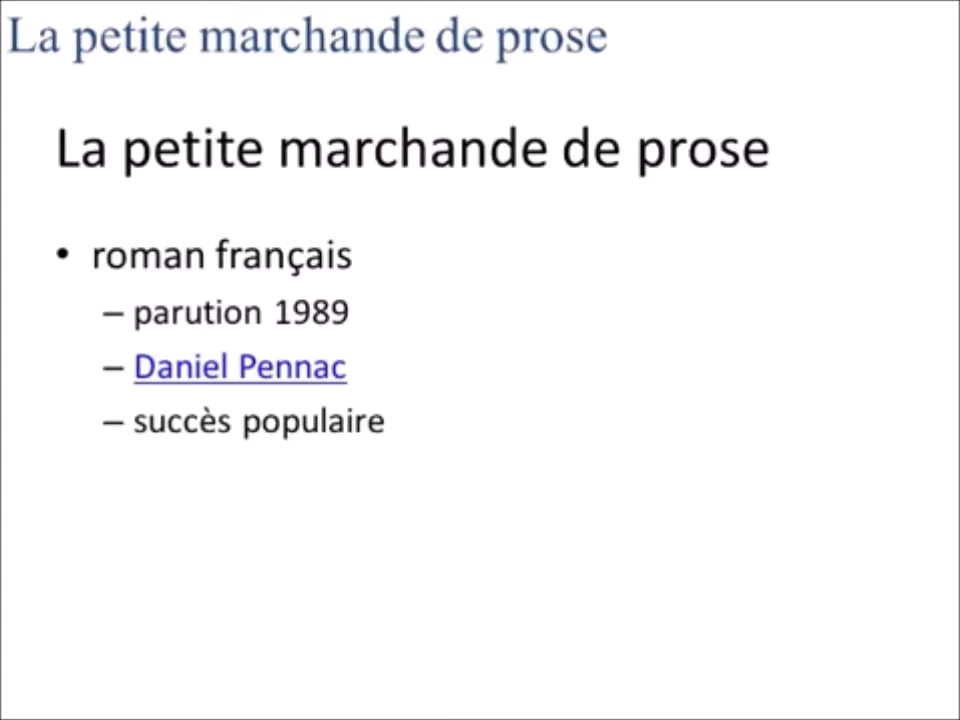 La petite marchande de prose
La petite marchande de prose
• roman français
– parution 1989
– Daniel Pennac
– succès populaire